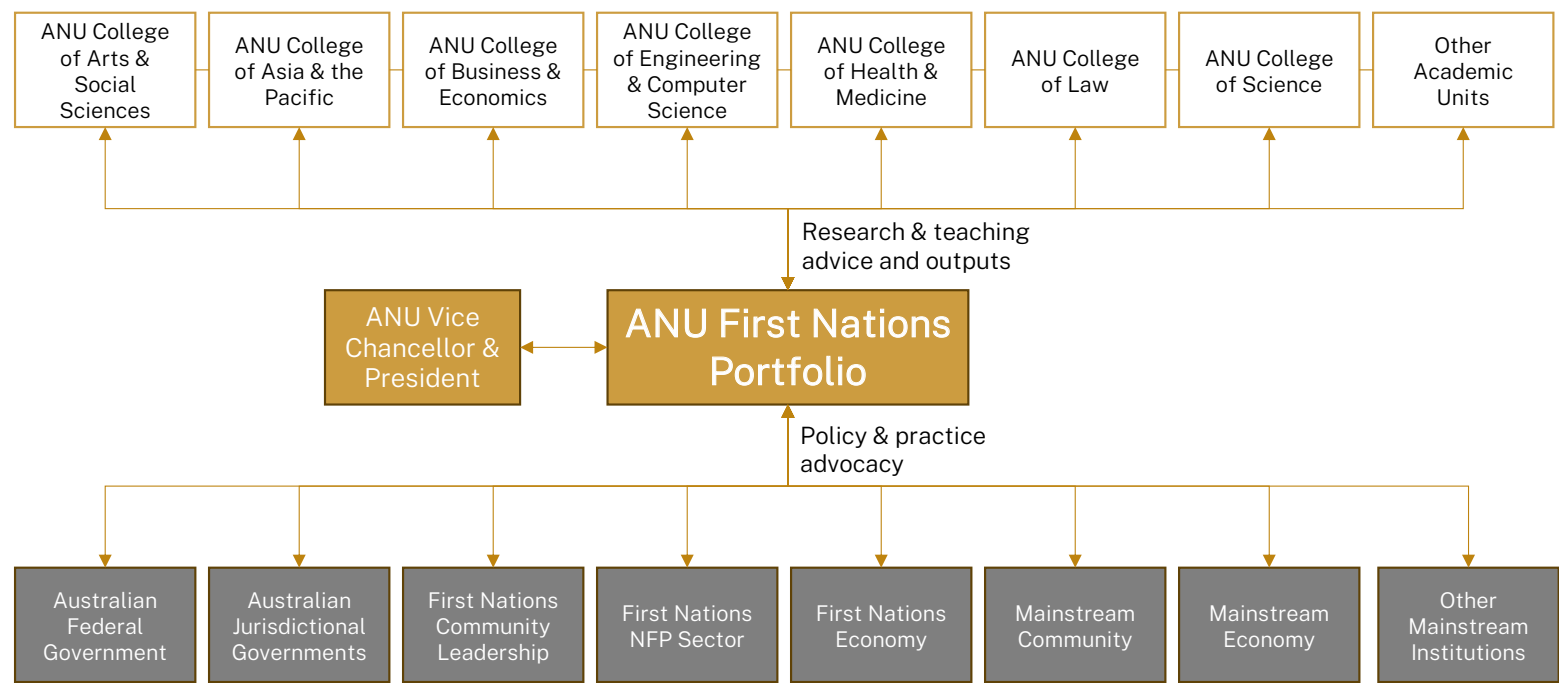 ANU College
of Arts &
Social
Sciences
ANU College
of Asia & the
Pacific
ANU College
of Business &
Economics
ANU College
of Engineering
& Computer
Science
ANU College
of Health &
Medicine
ANU College
of Law
ANU College
of Science
Other
Academic
Units
Research & teaching
advice and outputs
ANU Vice
Chancellor &
President
ANU First Nations
Portfolio
Policy & practice
advocacy
Australian
Federal
Government
Australian
Jurisdictional
Governments
First Nations
Community
Leadership
First Nations
NFP Sector
First Nations
Economy
Mainstream
Community
Mainstream
Economy
Other
Mainstream
Institutions